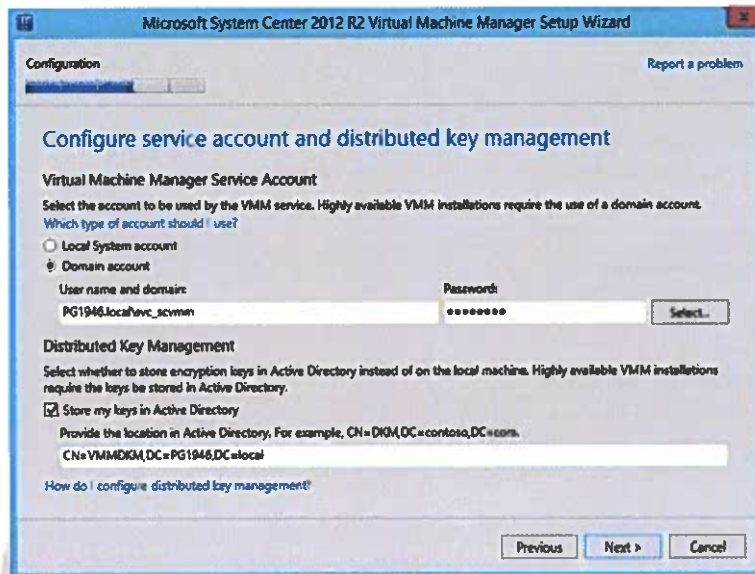 Microsoft System Center 2012 R2 Virtual Machine Manager Setup Wizard
Configuration
Report a problem
Configure service account and distributed key management
Virtual Machine Manager Service Account
Select the account to be used by the VMM service. Highly available VMM installations require the use of a domain account.
Which type of account should I use?
Local System account
Domain account
User name and domain:
Password:
PG1946.local\svc_scvmm
Select...
Distributed Key Management
Select whether to store encryption keys in Active Directory instead of on the local machine. Highly available VMM installations
require the keys be stored in Active Directory.
Store my keys in Active Directory
Provide the location in Active Directory. For example, CN=DKM,DC=contoso,DC=com.
CN=VMMDKM,DC=PG1946,DC=local
How do I configure distributed key management?
Previous
Next >
Cancel